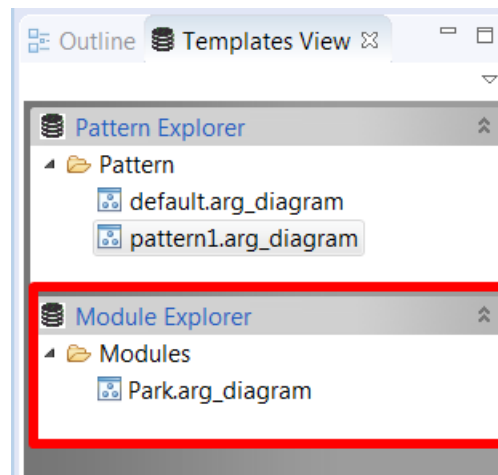 Outline Templates View
Pattern Explorer
Pattern
default.arg_diagram
pattern1.arg_diagram
Module Explorer
Modules
Park.arg_diagram